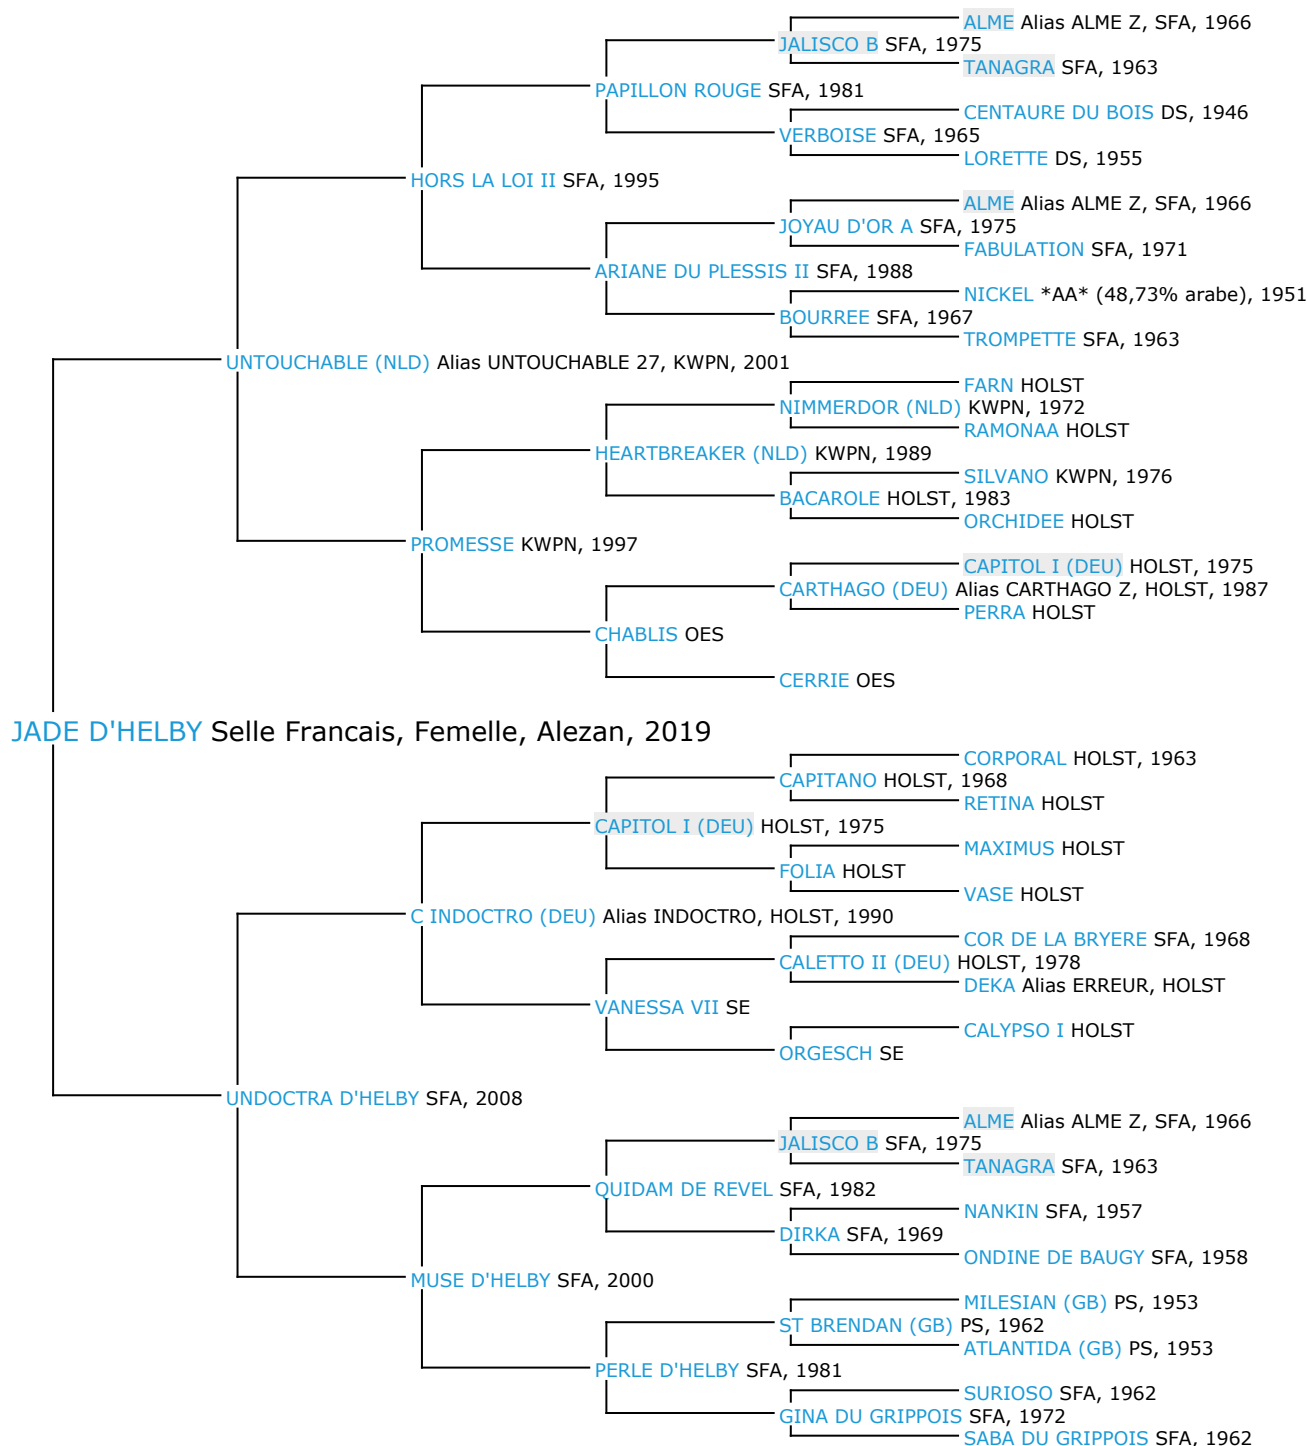 ALME Alias ALME Z, SFA, 1966
JALISCO B SFA, 1975
TANAGRA SFA, 1963
PAPILLON ROUGE SFA, 1981
CENTAURE DU BOIS DS, 1946
VERBOISE SFA, 1965
LORETTE DS, 1955
HORS LA LOI II SFA, 1995
ALME Alias ALME Z, SFA, 1966
JOYAU D'OR A SFA, 1975
FABULATION SFA, 1971
ARIANE DU PLESSIS II SFA, 1988
NICKEL *AA* (48,73% arabe), 1951
BOURREE SFA, 1967
TROMPETTE SFA, 1963
UNTOUCHABLE (NLD) Alias UNTOUCHABLE 27, KWPN, 2001
FARN HOLST
NIMMERDOR (NLD) KWPN, 1972
RAMONAA HOLST
HEARTBREAKER (NLD) KWPN, 1989
SILVANO KWPN, 1976
BACAROLE HOLST, 1983
ORCHIDEE HOLST
PROMESSE KWPN, 1997
CAPITOL I (DEU) HOLST, 1975
CARTHAGO (DEU) Alias CARTHAGO Z, HOLST, 1987
PERRA HOLST
CHABLIS OES
CERRIE OES
JADE D'HELBY Selle Francais, Femelle, Alezan, 2019
CORPORAL HOLST, 1963
CAPITANO HOLST, 1968
RETINA HOLST
CAPITOL I (DEU) HOLST, 1975
MAXIMUS HOLST
FOLIA HOLST
VASE HOLST
C INDOCTRO (DEU) Alias INDOCTRO, HOLST, 1990
COR DE LA BRYERE SFA, 1968
CALETTO II (DEU) HOLST, 1978
DEKA Alias ERREUR, HOLST
VANESSA VII SE
CALYPSO I HOLST
ORGESCH SE
UNDOCTRA D'HELBY SFA, 2008
ALME Alias ALME Z, SFA, 1966
JALISCO B SFA, 1975
TANAGRA SFA, 1963
QUIDAM DE REVEL SFA, 1982
NANKIN SFA, 1957
DIRKA SFA, 1969
ONDINE DE BAUGY SFA, 1958
MUSE D'HELBY SFA, 2000
MILESIAN (GB) PS, 1953
ST BRENDAN (GB) PS, 1962
ATLANTIDA (GB) PS, 1953
PERLE D'HELBY SFA, 1981
SURIOSO SFA, 1962
GINA DU GRIPPOIS SFA, 1972
SABA DU GRIPPOIS SFA, 1962